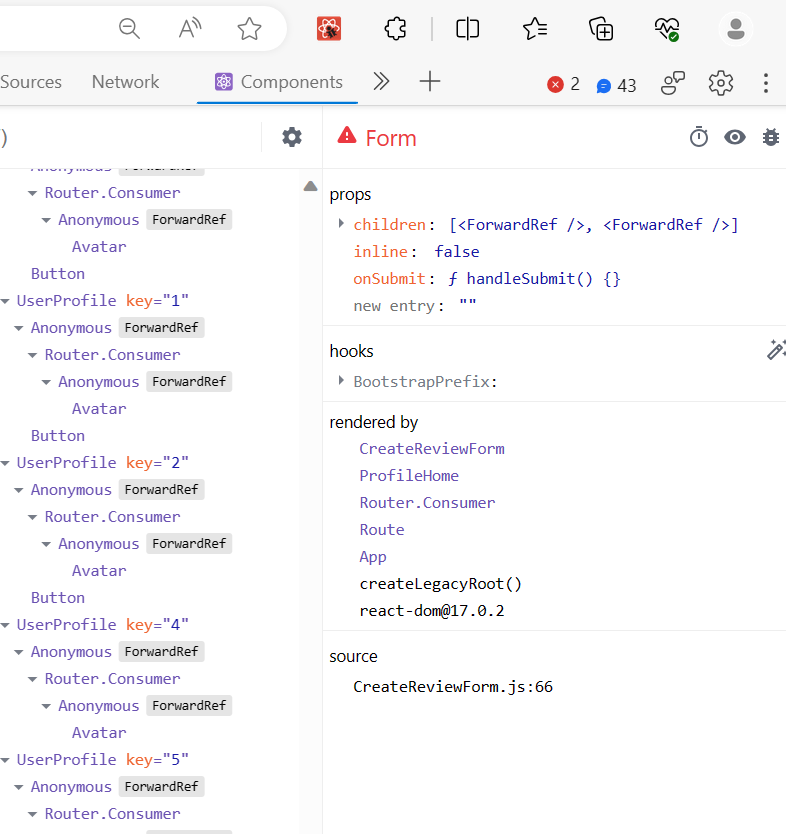 Sources Network Components
2 43
)
Router.Consumer
Anonymous ForwardRef
Avatar
Button
UserProfile key="1"
Anonymous ForwardRef
Router.Consumer
Anonymous ForwardRef
Avatar
Button
UserProfile key="2"
Anonymous ForwardRef
Router.Consumer
Anonymous ForwardRef
Avatar
Button
UserProfile key="4"
Anonymous ForwardRef
Router.Consumer
Anonymous ForwardRef
Avatar
UserProfile key="5"
Anonymous ForwardRef
Router.Consumer
Form
props
children: [<ForwardRef />, <ForwardRef />]
inline: false
onSubmit: ƒ handleSubmit() {}
new entry: ""
hooks
BootstrapPrefix:
rendered by
CreateReviewForm
ProfileHome
Router.Consumer
Route
App
createLegacyRoot()
react-dom@17.0.2
source
CreateReviewForm.js:66